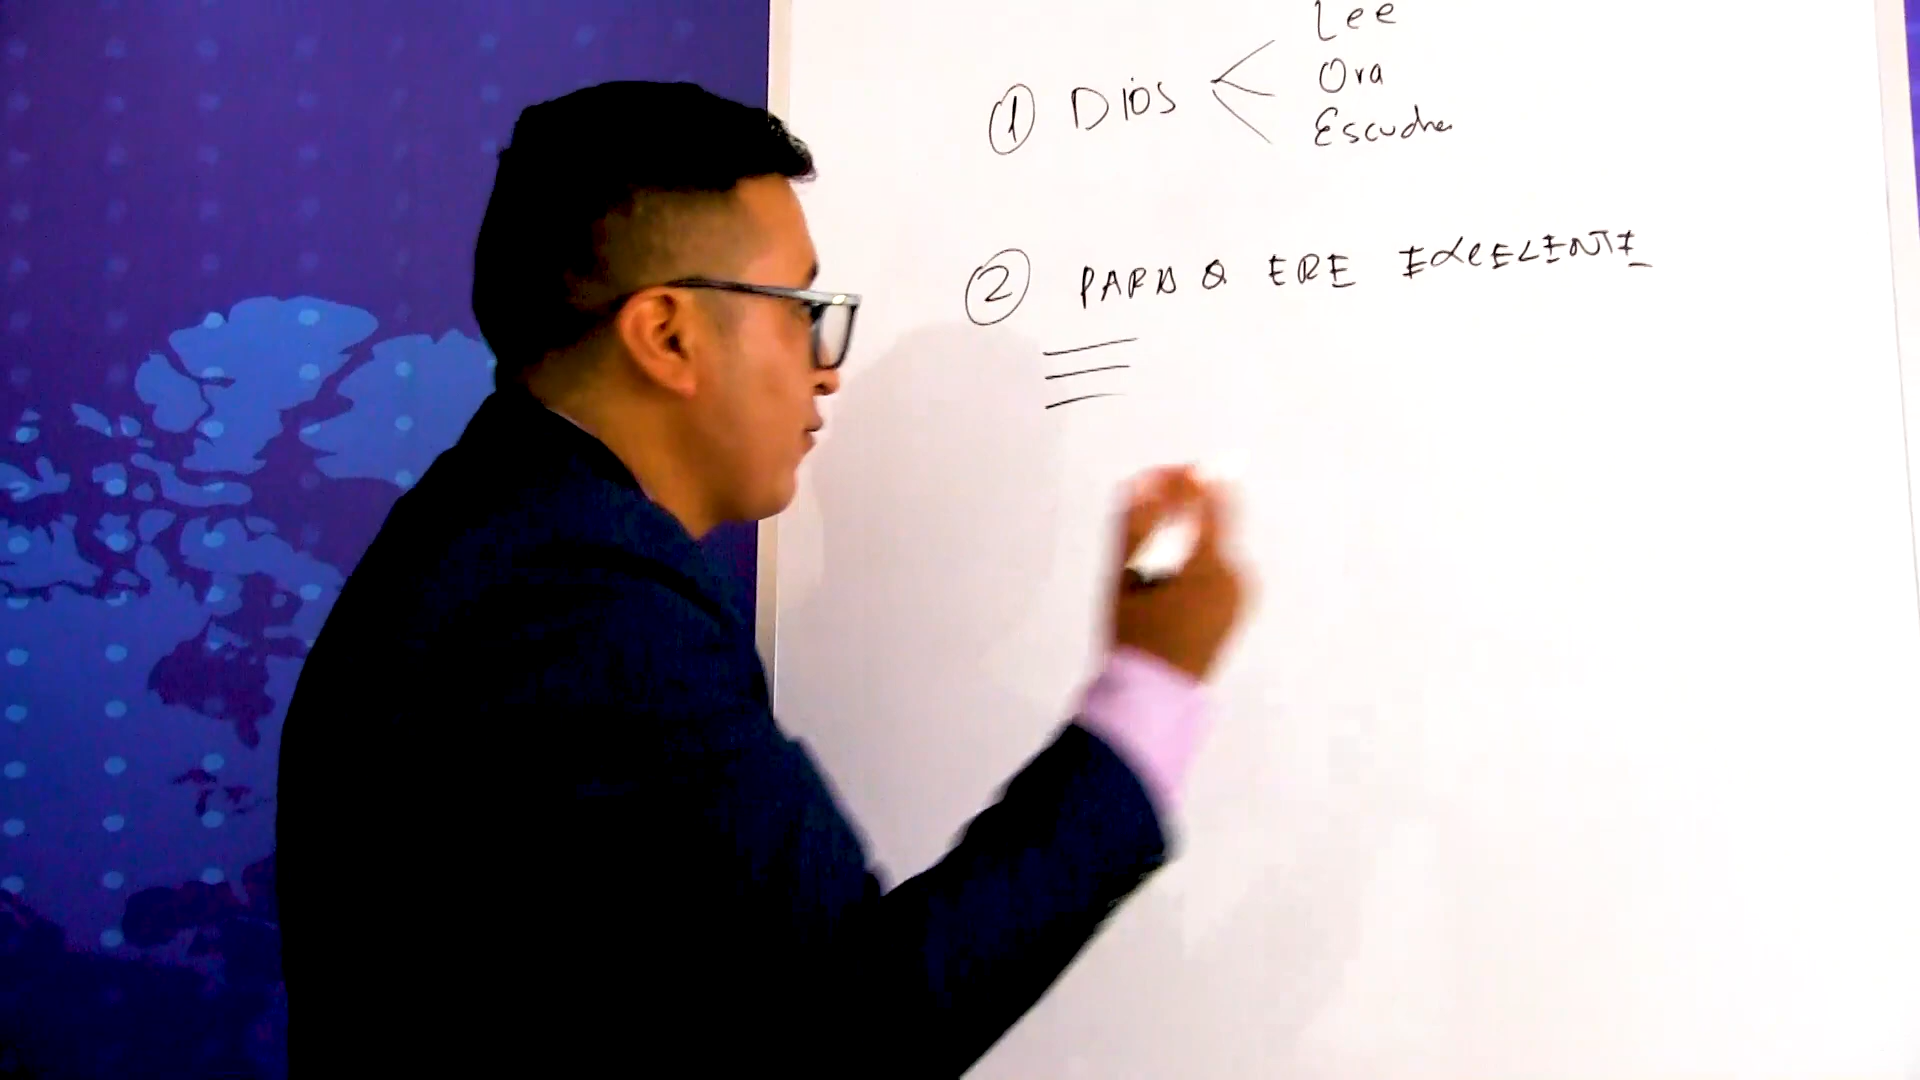 Lee
① DIOS
Ora
Escucha
② PARA Q ERE EXCELENTE